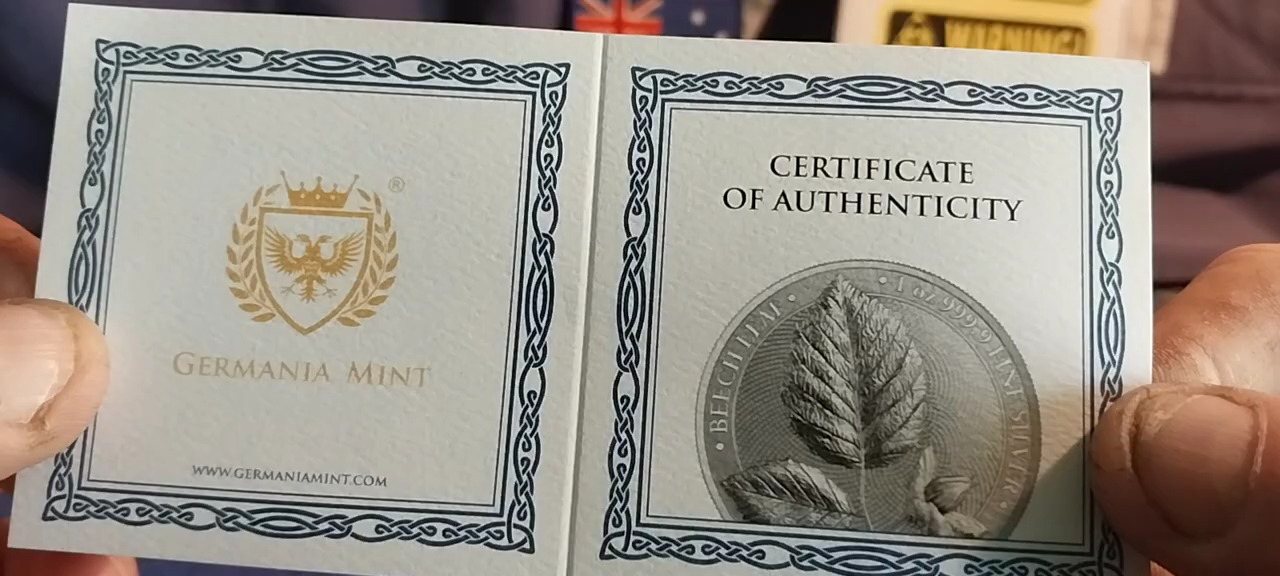 WARNING!
®
GERMANIA MINT
WWW.GERMANIAMINT.COM
CERTIFICATE
OF AUTHENTICITY
• BEECH LEAF •
• 1 oz 999.9 FINE SILVER •